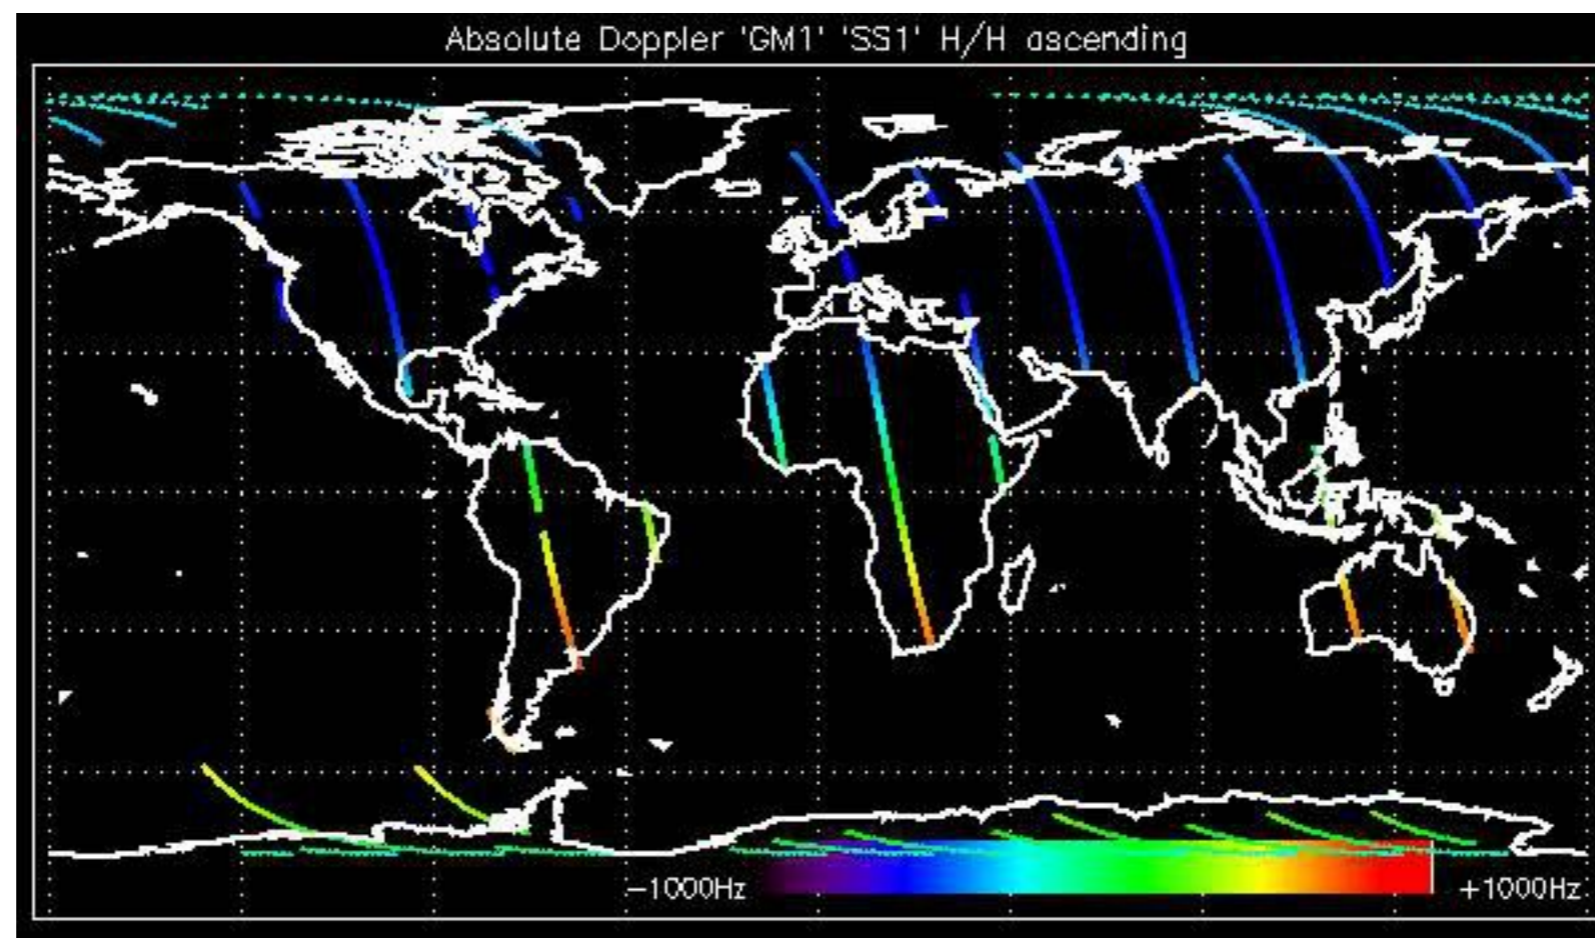 Absolute Doppler 'GM1' 'SS1' H/H ascending
−1000Hz
+1000Hz